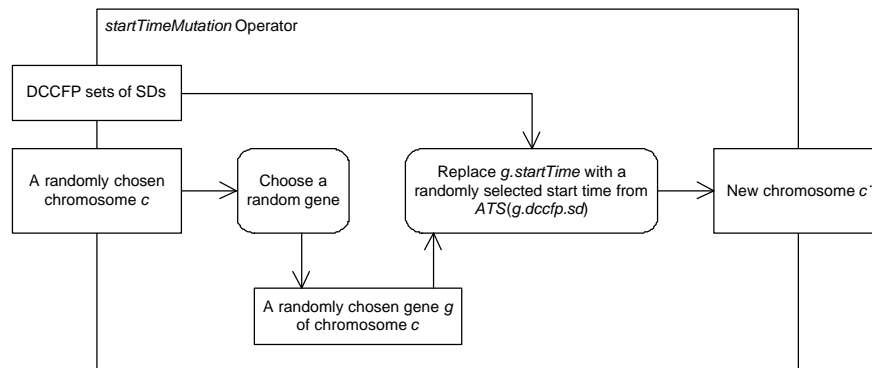 startTimeMutation Operator
DCCFP sets of SDs
A randomly chosen
chromosome c
Choose a
random gene
Replace g.startTime with a
randomly selected start time from
ATS(g.dccfp.sd)
New chromosome c'
A randomly chosen gene g
of chromosome c